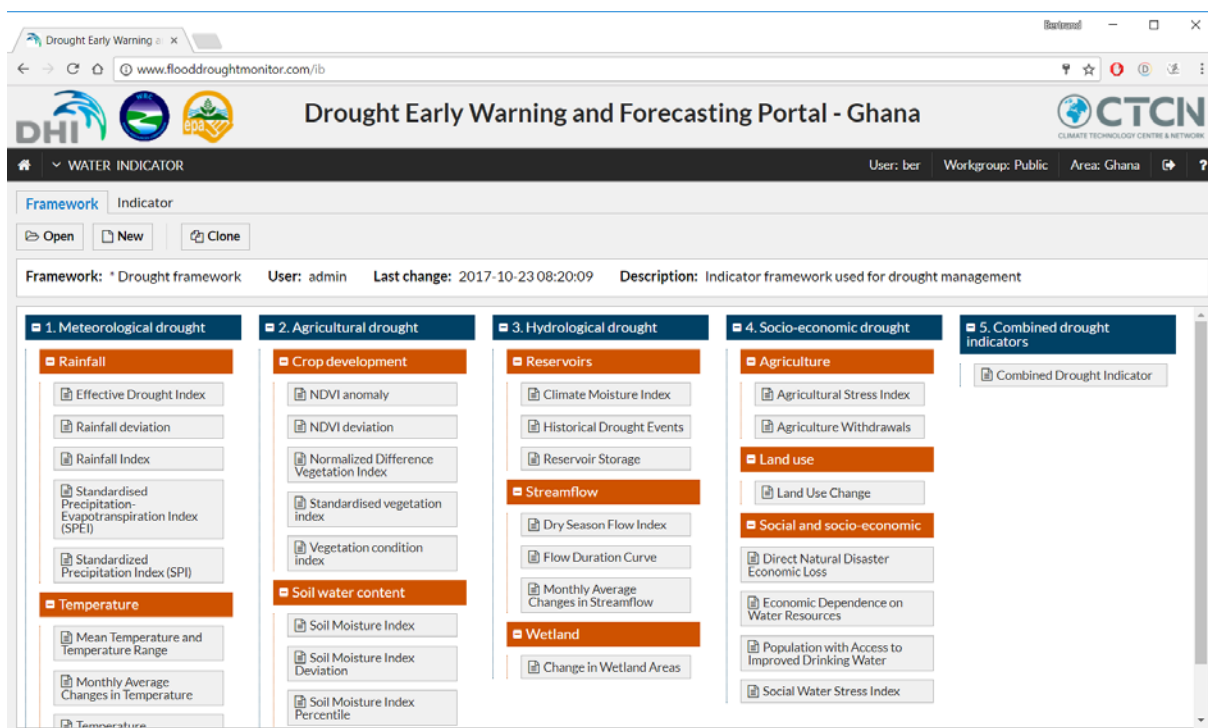 Bertrand
Drought Early Warning a
www.flooddroughtmonitor.com/ib
DHI
WRC
epa
Drought Early Warning and Forecasting Portal - Ghana
CTCN
CLIMATE TECHNOLOGY CENTRE & NETWORK
WATER INDICATOR
User: ber
Workgroup: Public
Area: Ghana
?
Framework
Indicator
Open
New
Clone
Framework: * Drought framework User: admin Last change: 2017-10-23 08:20:09 Description: Indicator framework used for drought management
1. Meteorological drought
Rainfall
Effective Drought Index
Rainfall deviation
Rainfall Index
Standardised
Precipitation-
Evapotranspiration Index
(SPEI)
Standardized
Precipitation Index (SPI)
Temperature
Mean Temperature and
Temperature Range
Monthly Average
Changes in Temperature
Temperature
2. Agricultural drought
Crop development
NDVI anomaly
NDVI deviation
Normalized Difference
Vegetation Index
Standardised vegetation
index
Vegetation condition
index
Soil water content
Soil Moisture Index
Soil Moisture Index
Deviation
Soil Moisture Index
Percentile
3. Hydrological drought
Reservoirs
Climate Moisture Index
Historical Drought Events
Reservoir Storage
Streamflow
Dry Season Flow Index
Flow Duration Curve
Monthly Average
Changes in Streamflow
Wetland
Change in Wetland Areas
4. Socio-economic drought
Agriculture
Agricultural Stress Index
Agriculture Withdrawals
Land use
Land Use Change
Social and socio-economic
Direct Natural Disaster
Economic Loss
Economic Dependence on
Water Resources
Population with Access to
Improved Drinking Water
Social Water Stress Index
5. Combined drought
indicators
Combined Drought Indicator